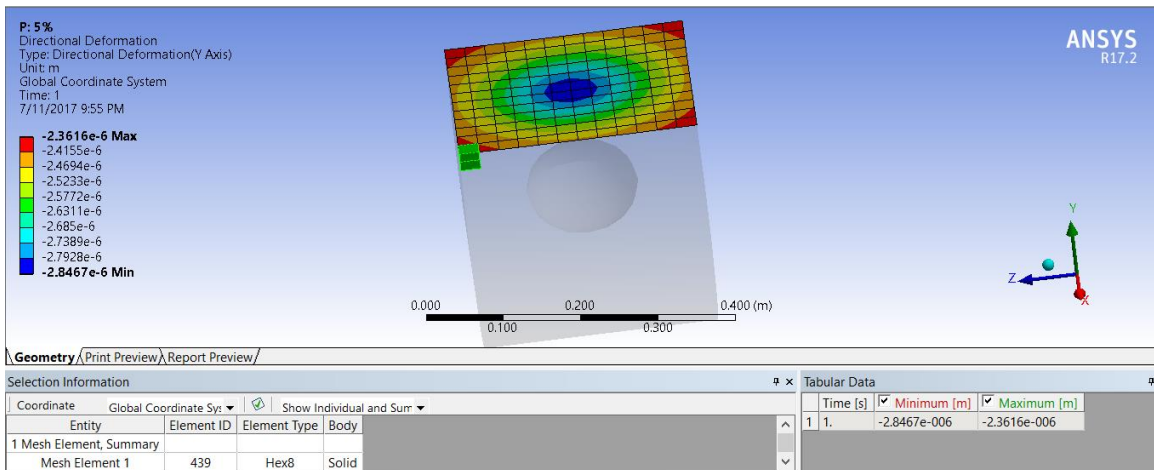 P: 5%
Directional Deformation
Type: Directional Deformation(Y Axis)
Unit: m
Global Coordinate System
Time: 1
7/11/2017 9:55 PM
-2.3616e-6 Max
-2.4155e-6
-2.4694e-6
-2.5233e-6
-2.5772e-6
-2.6311e-6
-2.685e-6
-2.7389e-6
-2.7928e-6
-2.8467e-6 Min
ANSYS
R17.2
Y
Z
X
0.000 0.200 0.400 (m)
0.100 0.300
Geometry Print Preview Report Preview
Selection Information
Coordinate Global Coordinate Sy: Show Individual and Sum
Entity Element ID Element Type Body
1 Mesh Element, Summary
Mesh Element 1 439 Hex8 Solid
Tabular Data
Time [s] Minimum [m] Maximum [m]
1 1. -2.8467e-006 -2.3616e-006